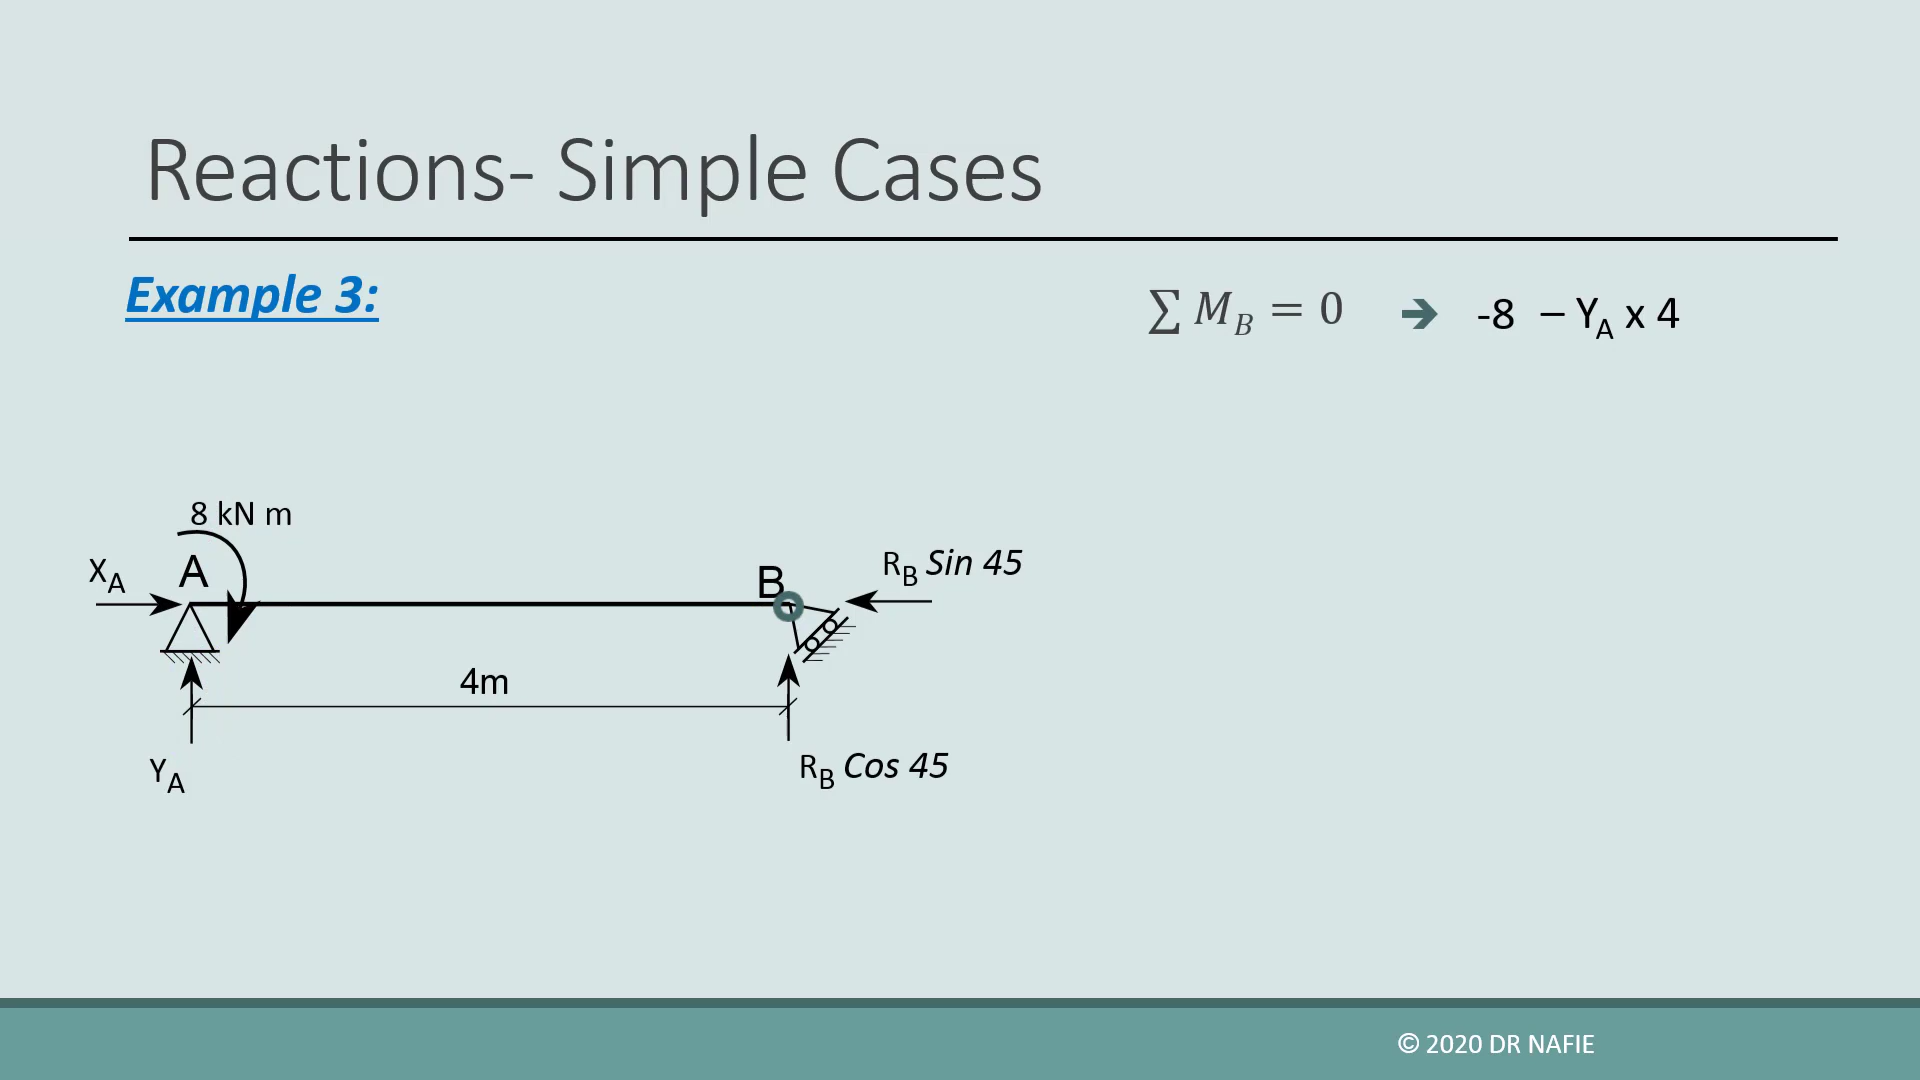 Reactions- Simple Cases
Example 3:
∑ M_B = 0 ➔ -8 – Y_A x 4
8 kN m
X_A
A
B
R_B Sin 45
4m
Y_A
R_B Cos 45
© 2020 DR NAFIE